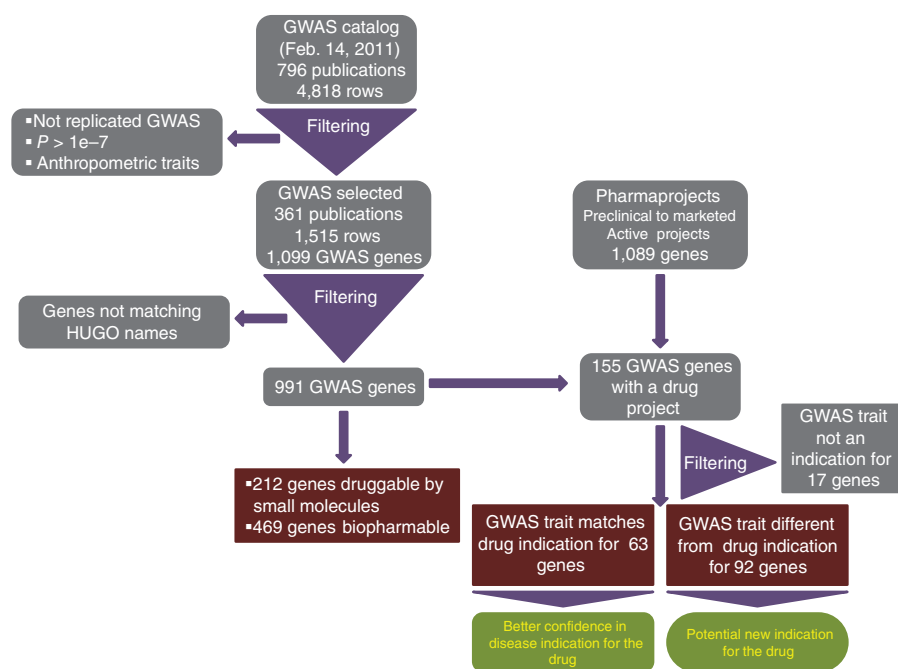 GWAS catalog
(Feb. 14, 2011)
796 publications
4,818 rows
Filtering
▪Not replicated GWAS
▪P > 1e–7
▪Anthropometric traits
GWAS selected
361 publications
1,515 rows
1,099 GWAS genes
Pharmaprojects
Preclinical to marketed
Active projects
1,089 genes
Filtering
Genes not matching
HUGO names
991 GWAS genes
155 GWAS genes
with a drug
project
GWAS trait
not an
indication for
17 genes
Filtering
▪212 genes druggable by
small molecules
▪469 genes biopharmable
GWAS trait matches
drug indication for 63
genes
GWAS trait different
from drug indication
for 92 genes
Better confidence in
disease indication for the
drug
Potential new indication
for the drug